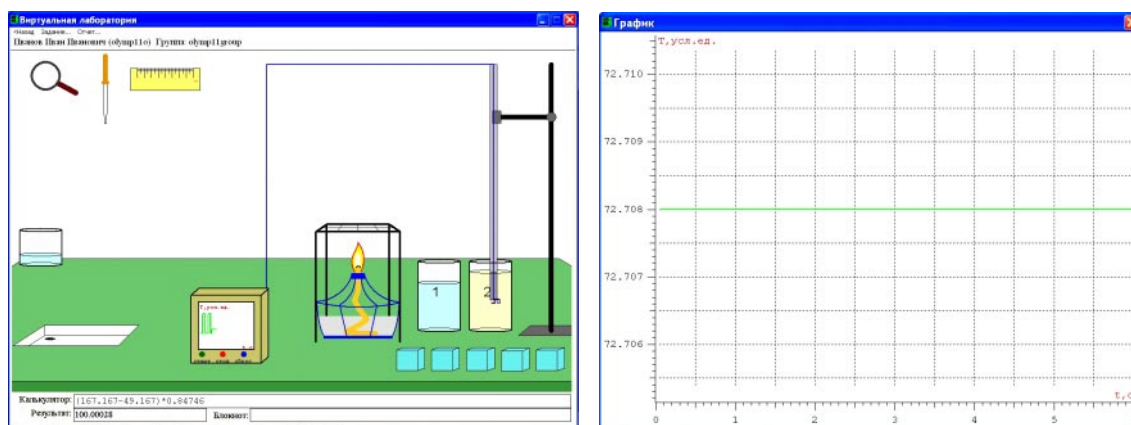 Виртуальная лаборатория
<Назад Задание... Отчет...
Иванов Иван Иванович (olymp11o) Группа: olymp11group
T,усл.ед.
1
2
Калькулятор: (167.167-49.167)*0.84746
Результат: 100.00028 Блокнот:
График
T,усл.ед.
72.710
72.709
72.708
72.707
72.706
t,c
0 1 2 3 4 5